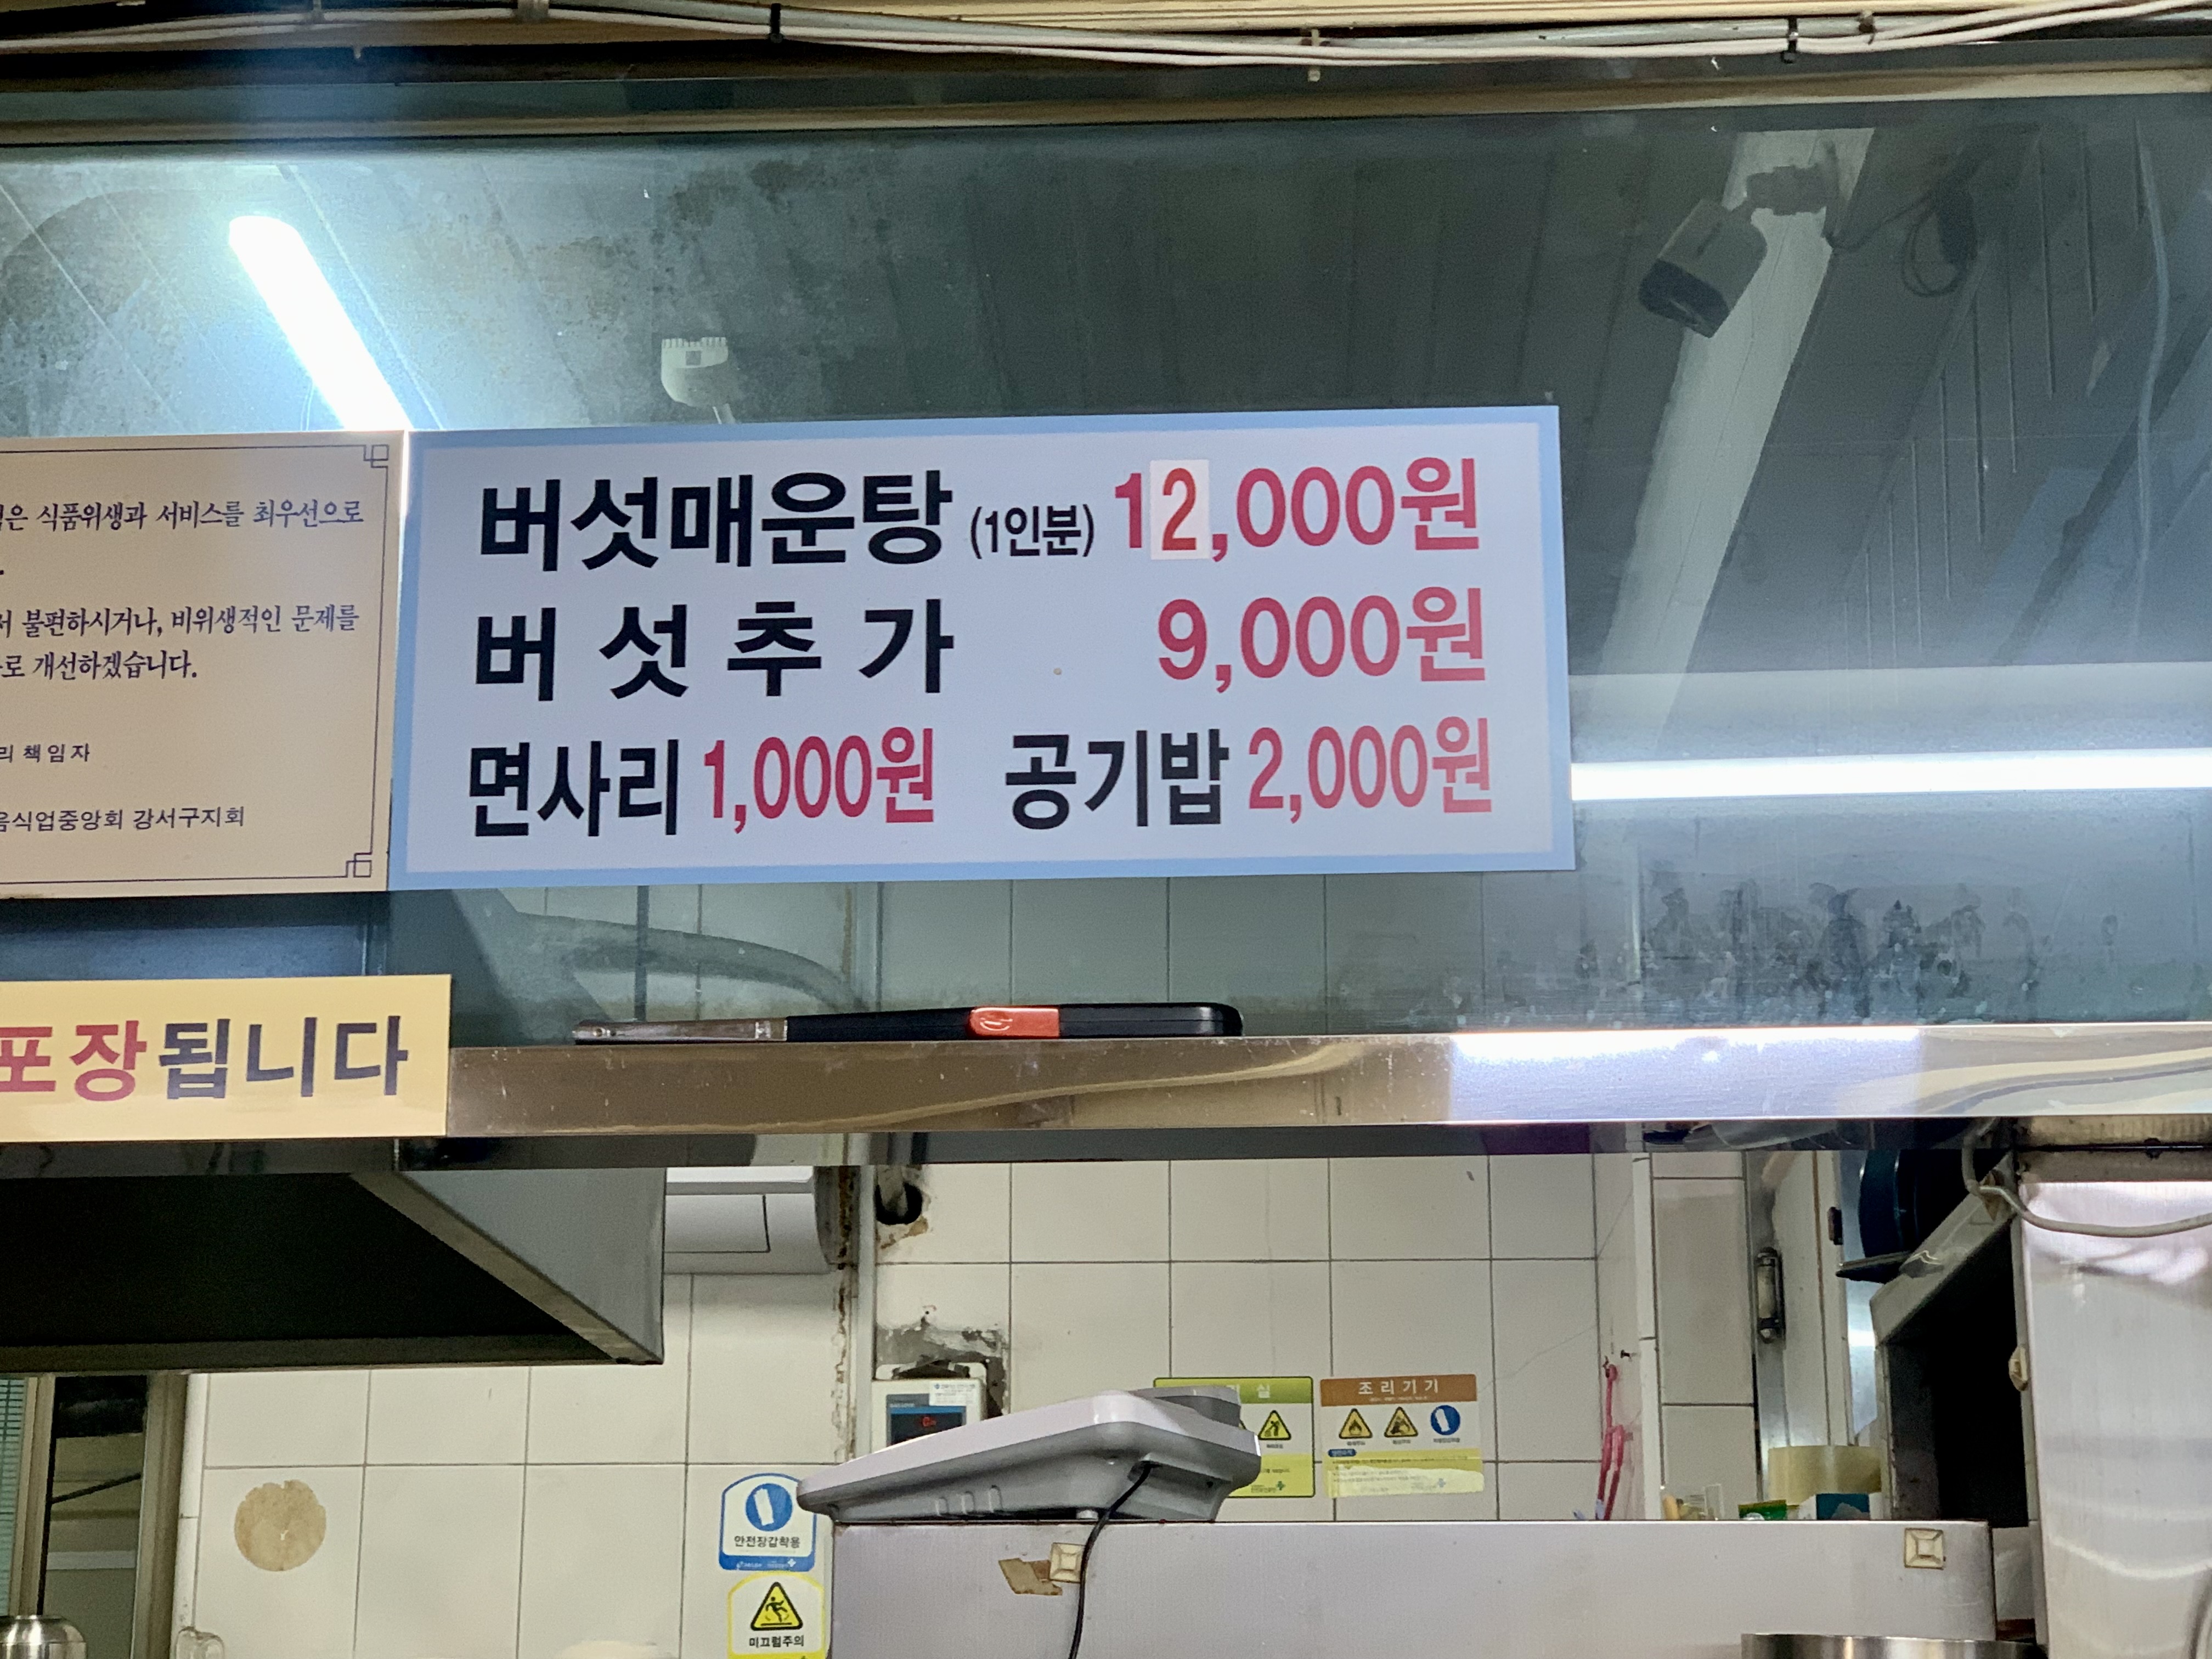 은 식품위생과 서비스를 최우선으로
불편하시거나, 비위생적인 문제를
로 개선하겠습니다.
리 책임자
음식업중앙회 강서구지회
버섯매운탕 (1인분) 12,000원
버 섯 추 가 9,000원
면사리 1,000원 공기밥 2,000원
포장됩니다
조리기기
안전장갑착용
미끄럼주의